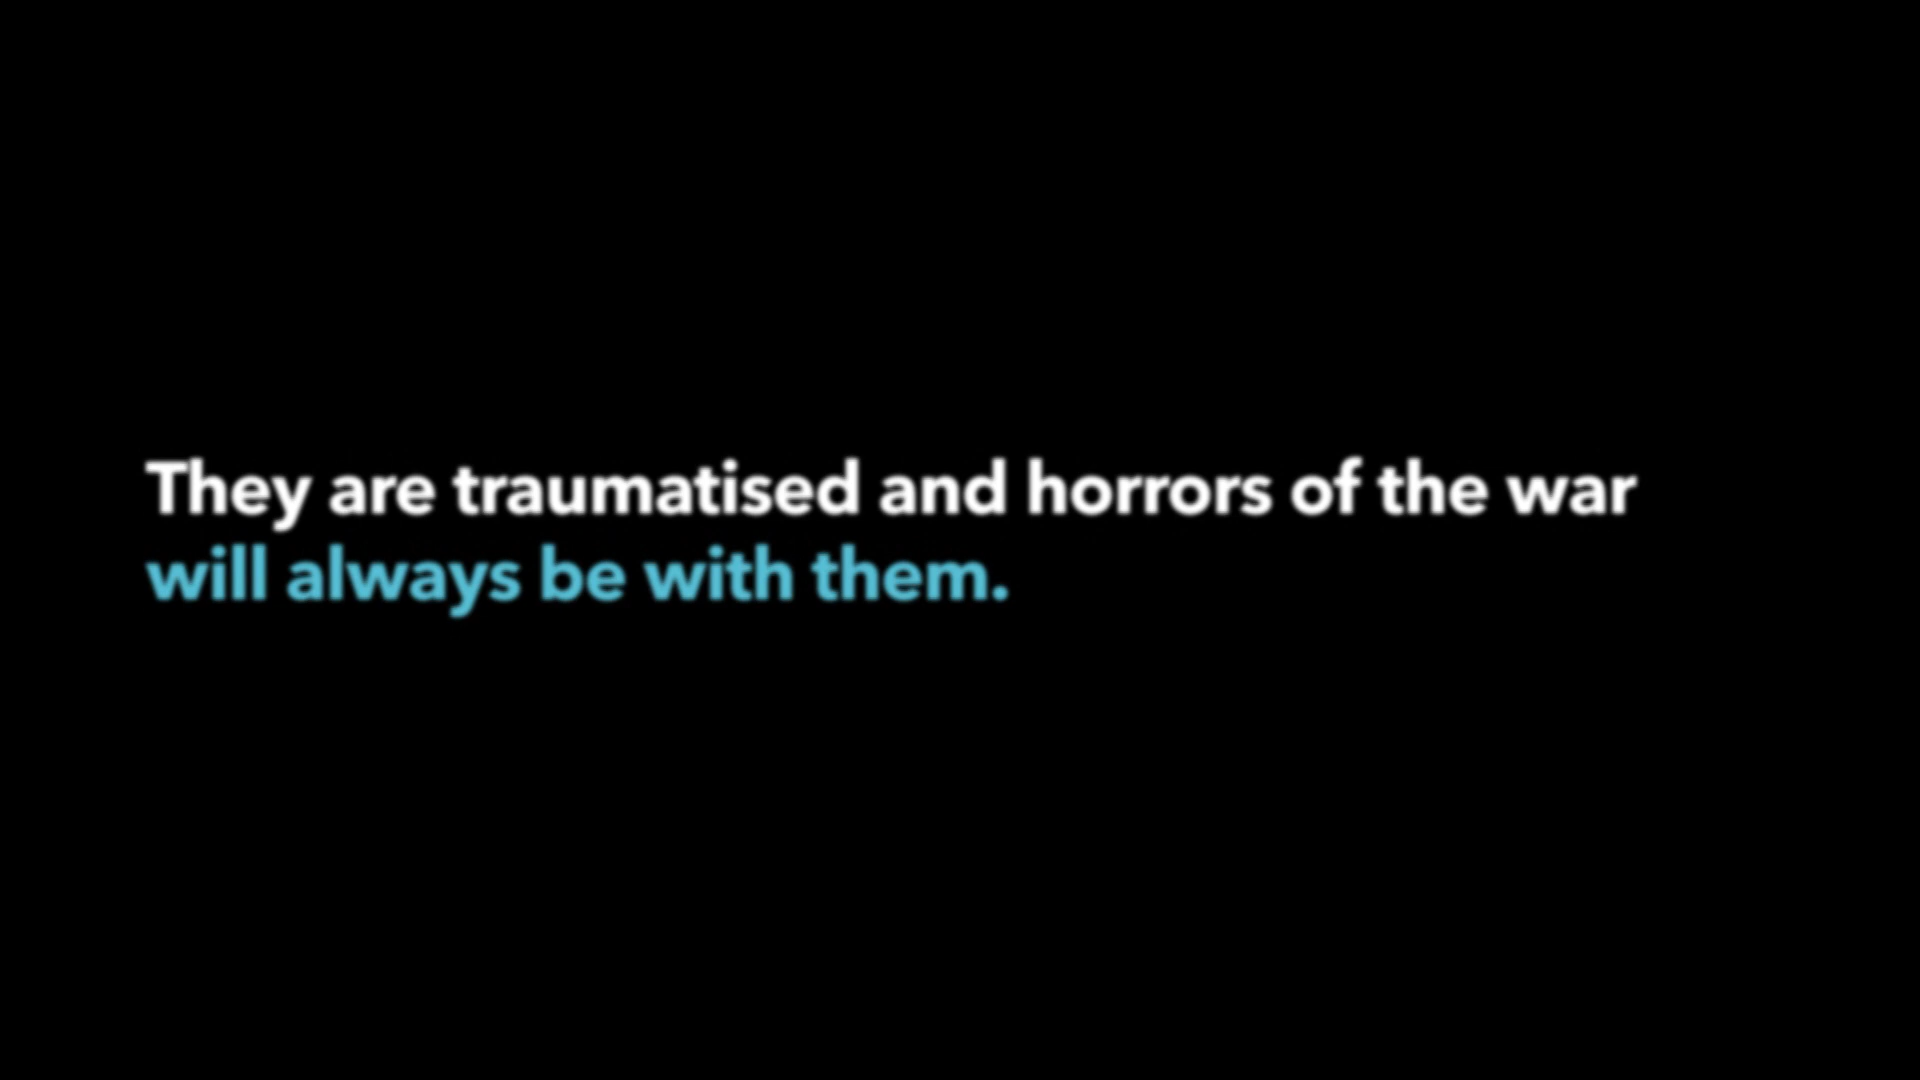 They are traumatised and horrors of the war
will always be with them.